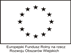 Europejski Fundusz Rolny na rzecz
Rozwoju Obszarów Wiejskich